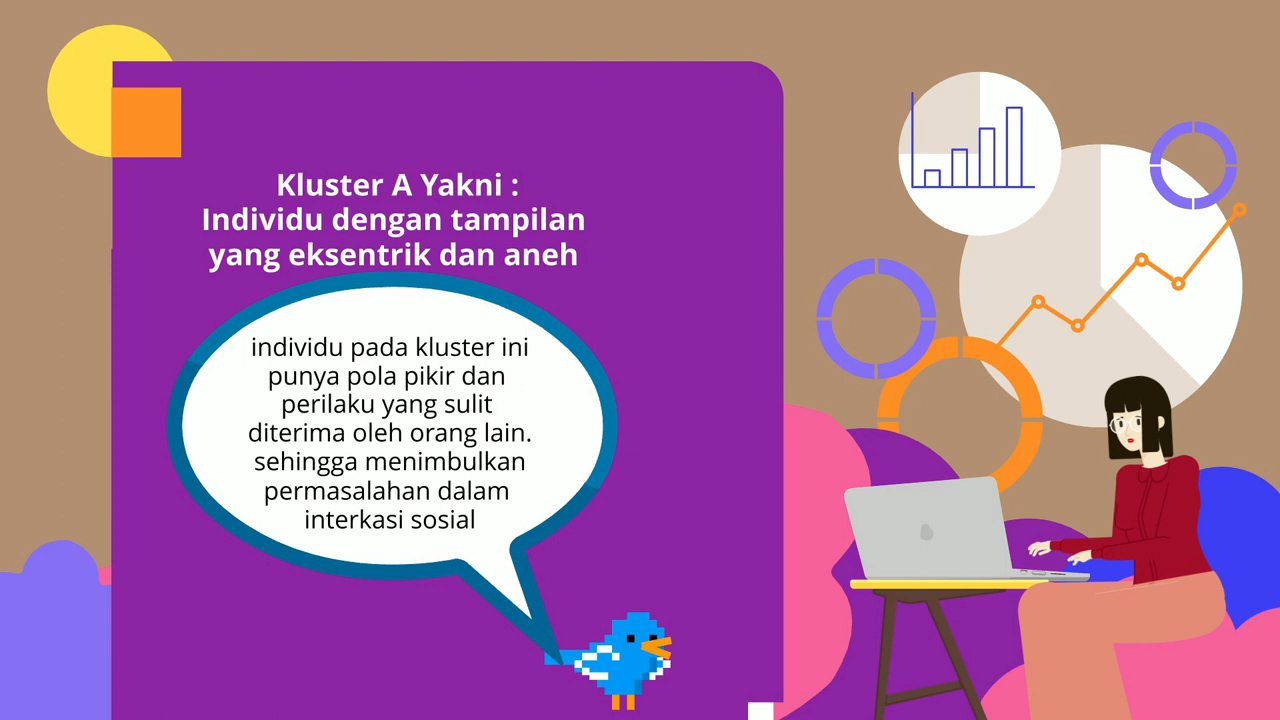 Kluster A Yakni :
Individu dengan tampilan
yang eksentrik dan aneh
individu pada kluster ini
punya pola pikir dan
perilaku yang sulit
diterima oleh orang lain.
sehingga menimbulkan
permasalahan dalam
interkasi sosial